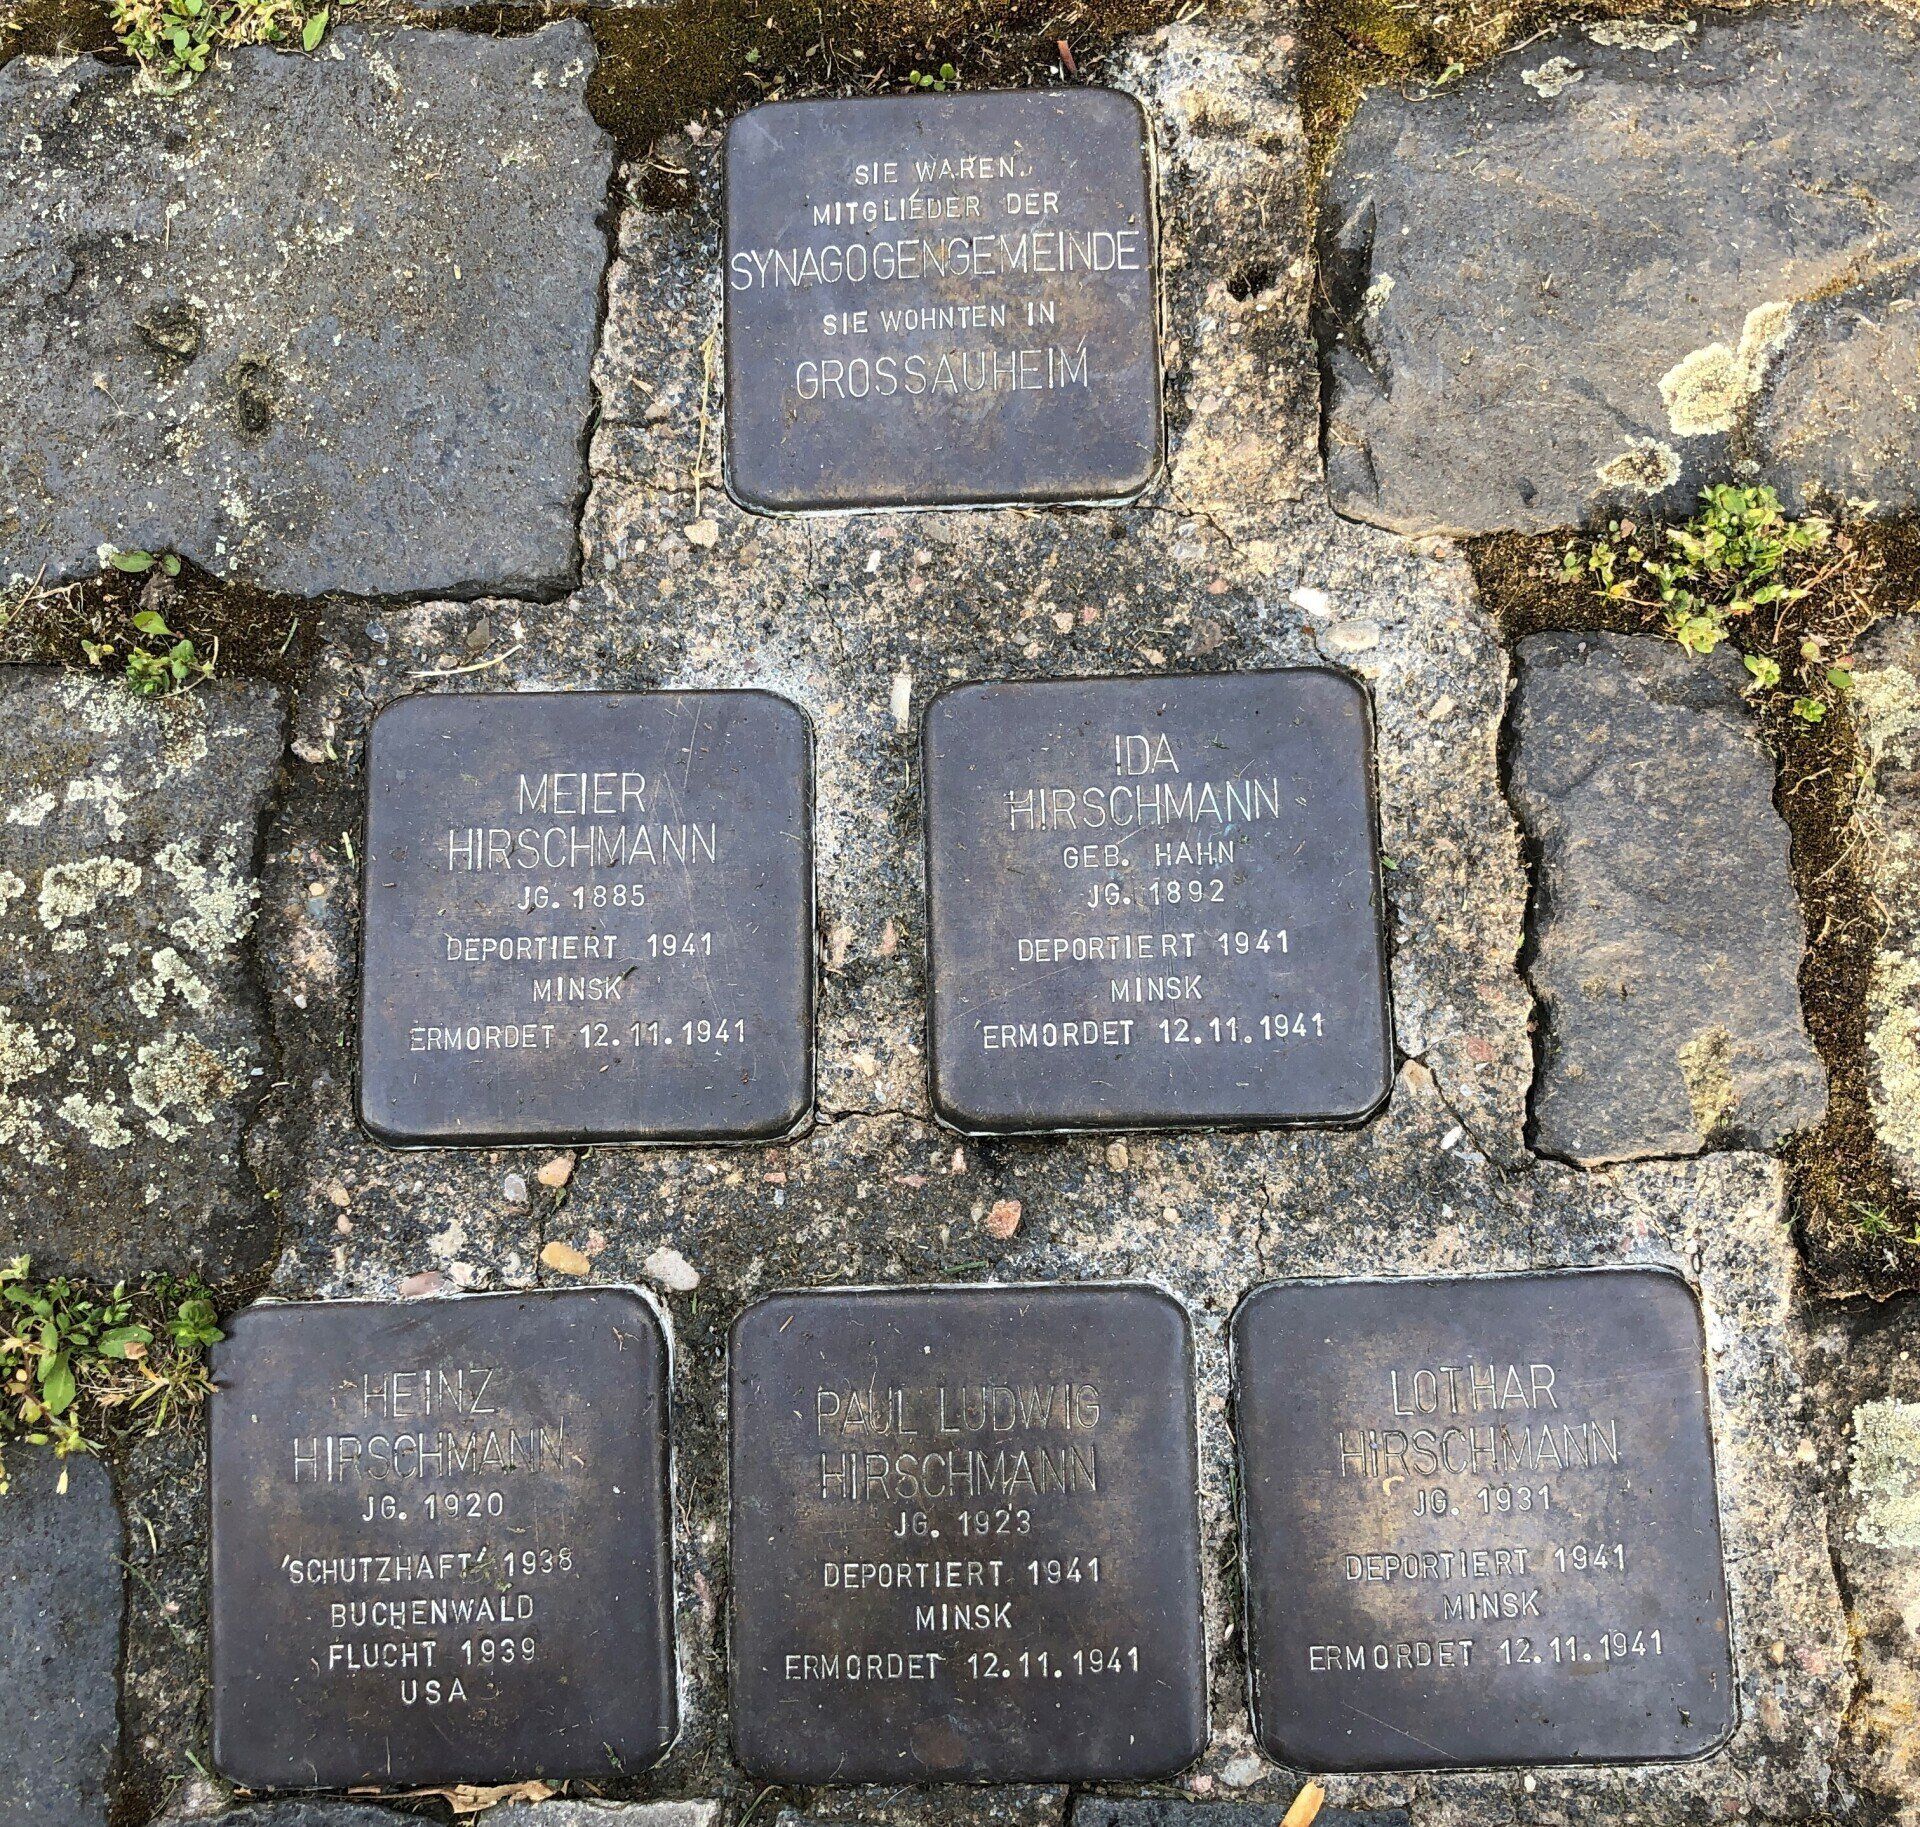 SIE WAREN
MITGLIEDER DER
SYNAGOGENGEMEINDE
SIE WOHNTEN IN
GROSSAUHEIM
MEIER
HIRSCHMANN
JG. 1885
DEPORTIERT 1941
MINSK
ERMORDET 12.11.1941
IDA
HIRSCHMANN
GEB. HAHN
JG. 1892
DEPORTIERT 1941
MINSK
ERMORDET 12.11.1941
HEINZ
HIRSCHMANN
JG. 1920
'SCHUTZHAFT' 1938
BUCHENWALD
FLUCHT 1939
USA
PAUL LUDWIG
HIRSCHMANN
JG. 1923
DEPORTIERT 1941
MINSK
ERMORDET 12.11.1941
LOTHAR
HIRSCHMANN
JG. 1931
DEPORTIERT 1941
MINSK
ERMORDET 12.11.1941